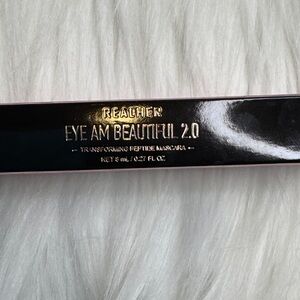 REALHER
EYE AM BEAUTIFUL 2.0
← TRANSFORMING PEPTIDE MASCARA →
NET 8 mL / 0.27 FL OZ.